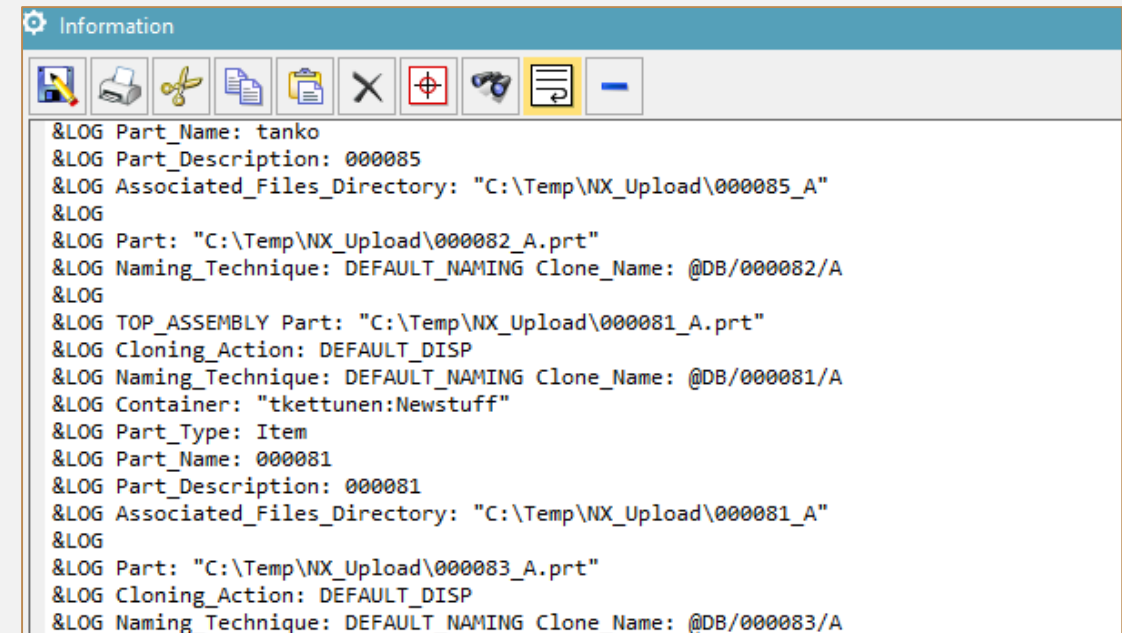 Information
&LOG Part_Name: tanko
&LOG Part_Description: 000085
&LOG Associated_Files_Directory: "C:\Temp\NX_Upload\000085_A"
&LOG
&LOG Part: "C:\Temp\NX_Upload\000082_A.prt"
&LOG Naming_Technique: DEFAULT_NAMING Clone_Name: @DB/000082/A
&LOG
&LOG TOP_ASSEMBLY Part: "C:\Temp\NX_Upload\000081_A.prt"
&LOG Cloning_Action: DEFAULT_DISP
&LOG Naming_Technique: DEFAULT_NAMING Clone_Name: @DB/000081/A
&LOG Container: "tkettunen:Newstuff"
&LOG Part_Type: Item
&LOG Part_Name: 000081
&LOG Part_Description: 000081
&LOG Associated_Files_Directory: "C:\Temp\NX_Upload\000081_A"
&LOG
&LOG Part: "C:\Temp\NX_Upload\000083_A.prt"
&LOG Cloning_Action: DEFAULT_DISP
&LOG Naming_Technique: DEFAULT_NAMING Clone_Name: @DB/000083/A